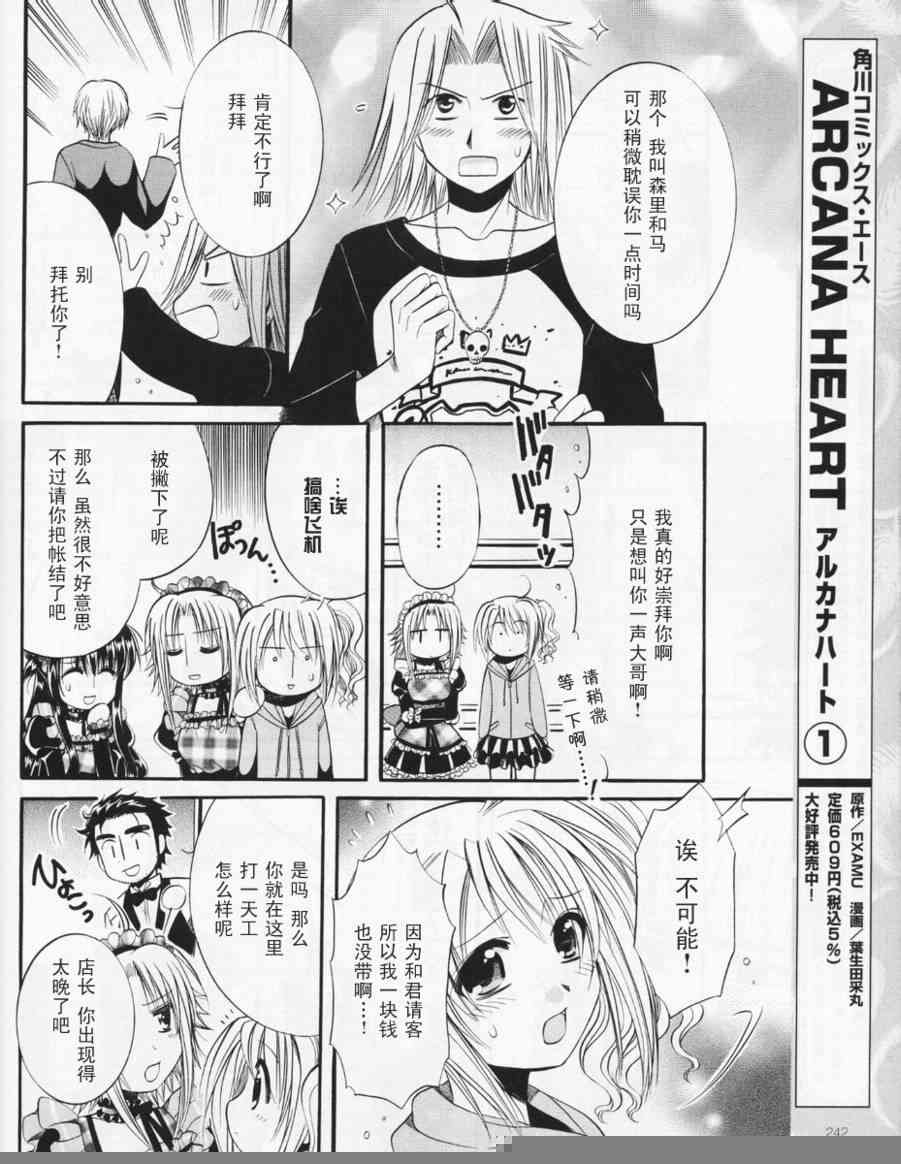 那个 我叫森里和马
可以稍微耽误你一点时间吗
肯定不行了啊
拜拜
别
拜托你了！
我真的好崇拜你啊
只是想叫你一声大哥啊！
请稍微
等一下啊……！
ダダダッ
………
…诶
搞啥飞机
ぽつん…
被撇下了呢
那么 虽然很不好意思
不过请你把帐结了吧
诶 不可能！
因为和君请客
所以我一块钱
也没带啊…！
是吗 那么
你就在这里
打一天工
怎么样呢
ひょこっ
店长 你出现得
太晚了吧
角川コミックス・エース
ARCANA HEART アルカナハート①
原作／EXAMU 漫画／葉生田采丸
定価609円（税込5％）
大好評発売中！
242